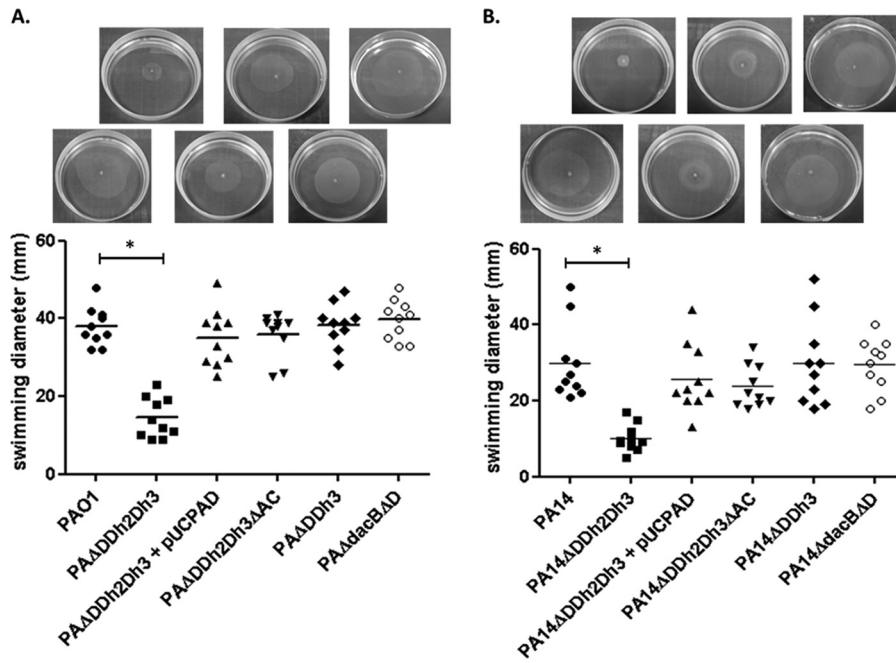 A.
B.
swimming diameter (mm)
60
40
20
0
*
PAO1
PAΔDDh2Dh3
PAΔDDh2Dh3 + pUCPAD
PAΔDDh2Dh3ΔAC
PAΔDDh3
PAΔdacBΔD
swimming diameter (mm)
60
40
20
0
*
PA14
PA14ΔDDh2Dh3
PA14ΔDDh2Dh3 + pUCPAD
PA14ΔDDh2Dh3ΔAC
PA14ΔDDh3
PA14ΔdacBΔD